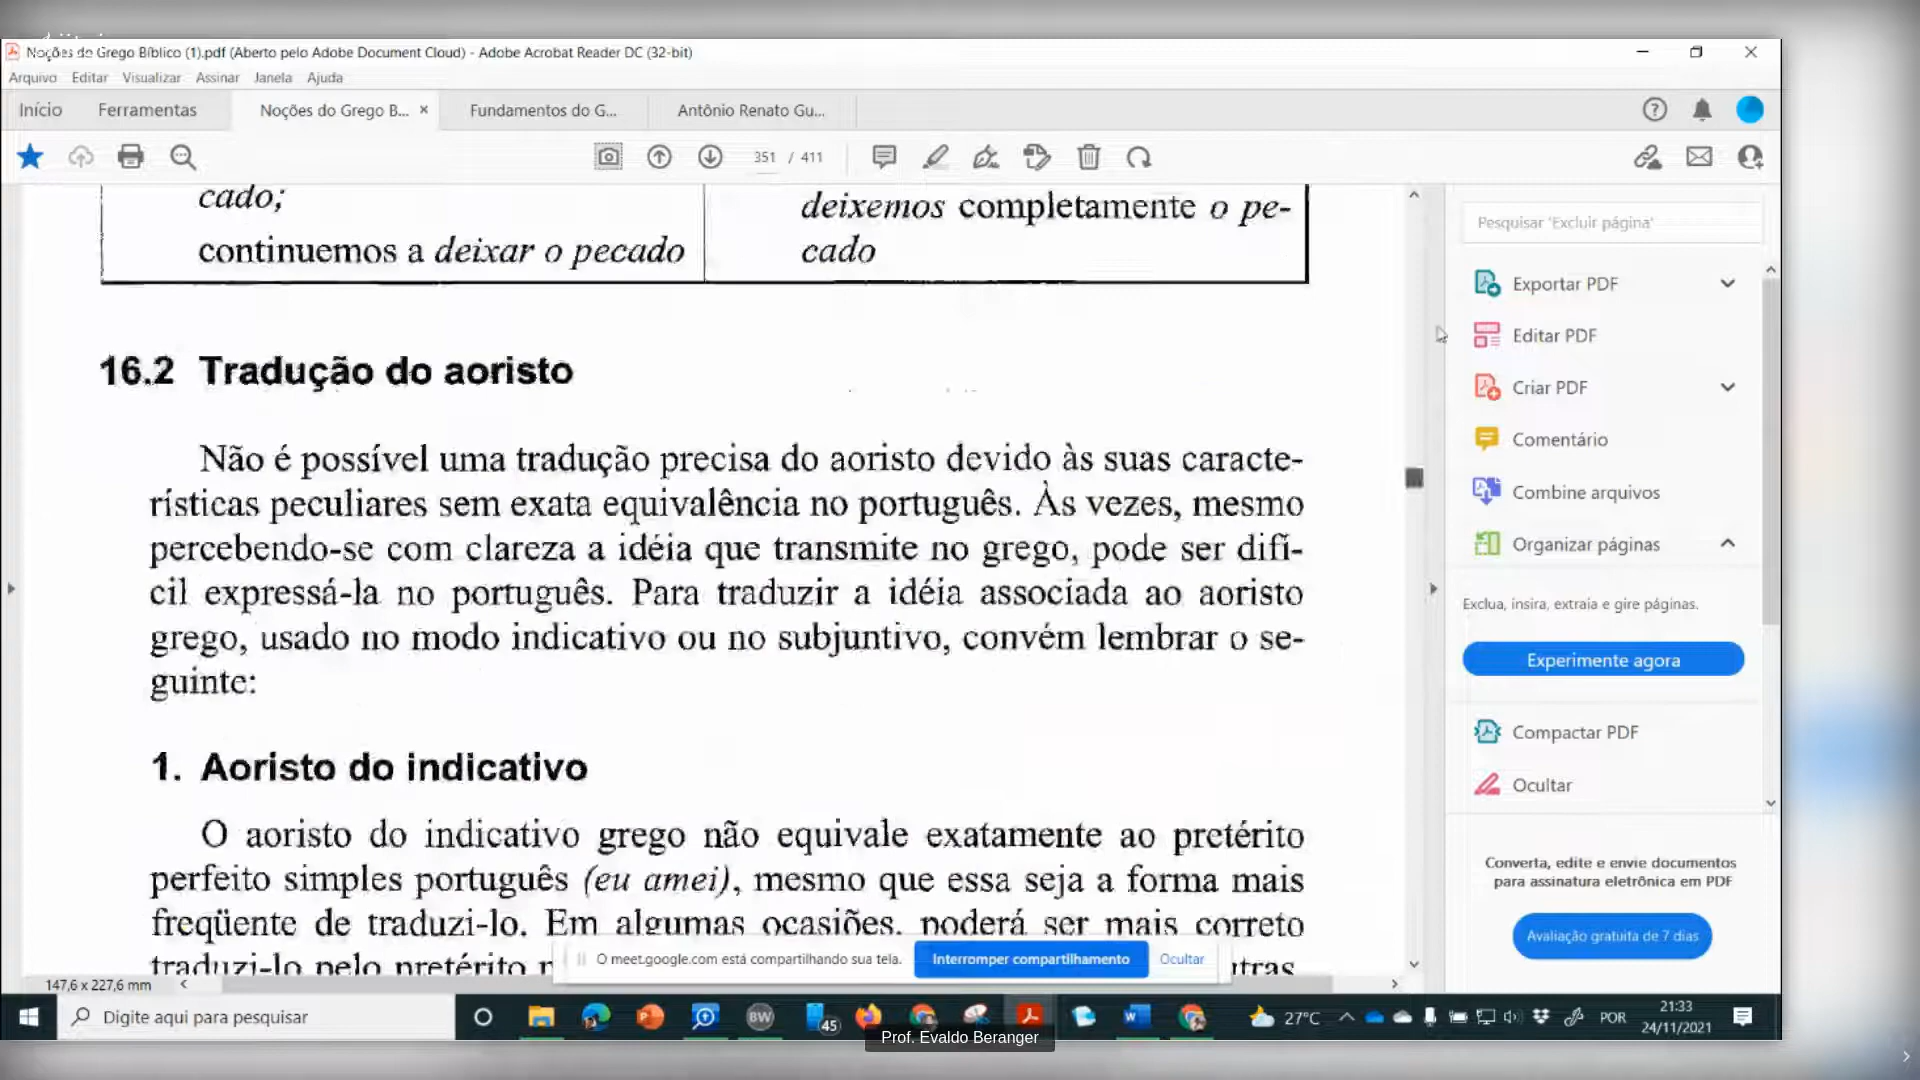 Noções do Grego Bíblico (1).pdf (Aberto pelo Adobe Document Cloud) - Adobe Acrobat Reader DC (32-bit)
Arquivo Editar Visualizar Assinar Janela Ajuda
Início Ferramentas Noções do Grego B... × Fundamentos do G... Antônio Renato Gu...
351 / 411
cado;
continuemos a deixar o pecado
deixemos completamente o pe-
cado
16.2 Tradução do aoristo
Não é possível uma tradução precisa do aoristo devido às suas caracte-
rísticas peculiares sem exata equivalência no português. Às vezes, mesmo
percebendo-se com clareza a idéia que transmite no grego, pode ser difí-
cil expressá-la no português. Para traduzir a idéia associada ao aoristo
grego, usado no modo indicativo ou no subjuntivo, convém lembrar o se-
guinte:
1. Aoristo do indicativo
O aoristo do indicativo grego não equivale exatamente ao pretérito
perfeito simples português (eu amei), mesmo que essa seja a forma mais
freqüente de traduzi-lo. Em algumas ocasiões, poderá ser mais correto
traduzi-lo pelo pretérito
Pesquisar 'Excluir página'
Exportar PDF
Editar PDF
Criar PDF
Comentário
Combine arquivos
Organizar páginas
Exclua, insira, extraia e gire páginas.
Experimente agora
Compactar PDF
Ocultar
Converta, edite e envie documentos
para assinatura eletrônica em PDF
Avaliação gratuita de 7 dias
O meet.google.com está compartilhando sua tela. Interromper compartilhamento Ocultar
147,6 x 227,6 mm
Digite aqui para pesquisar
BW
45
27°C
POR
21:33
24/11/2021
Prof. Evaldo Beranger